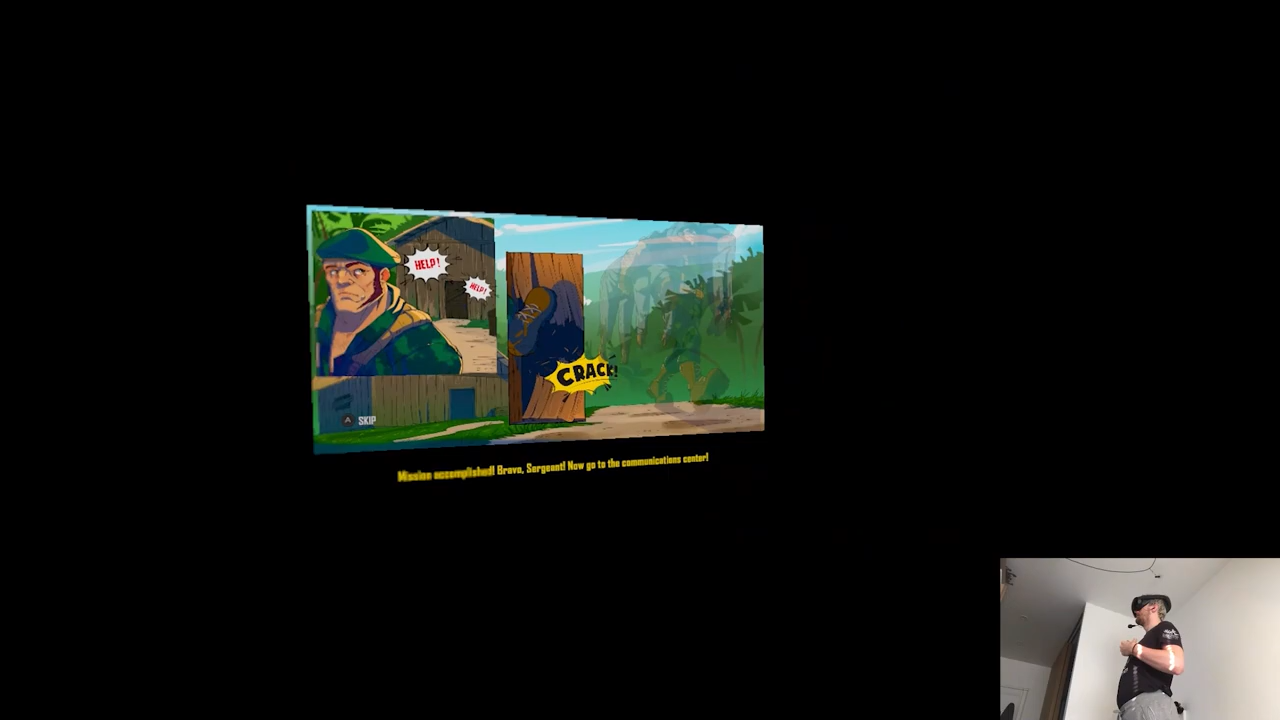 HELP!
HELP!
CRACK!
A SKIP
Mission accomplished! Bravo, Sergeant! Now go to the communications center!